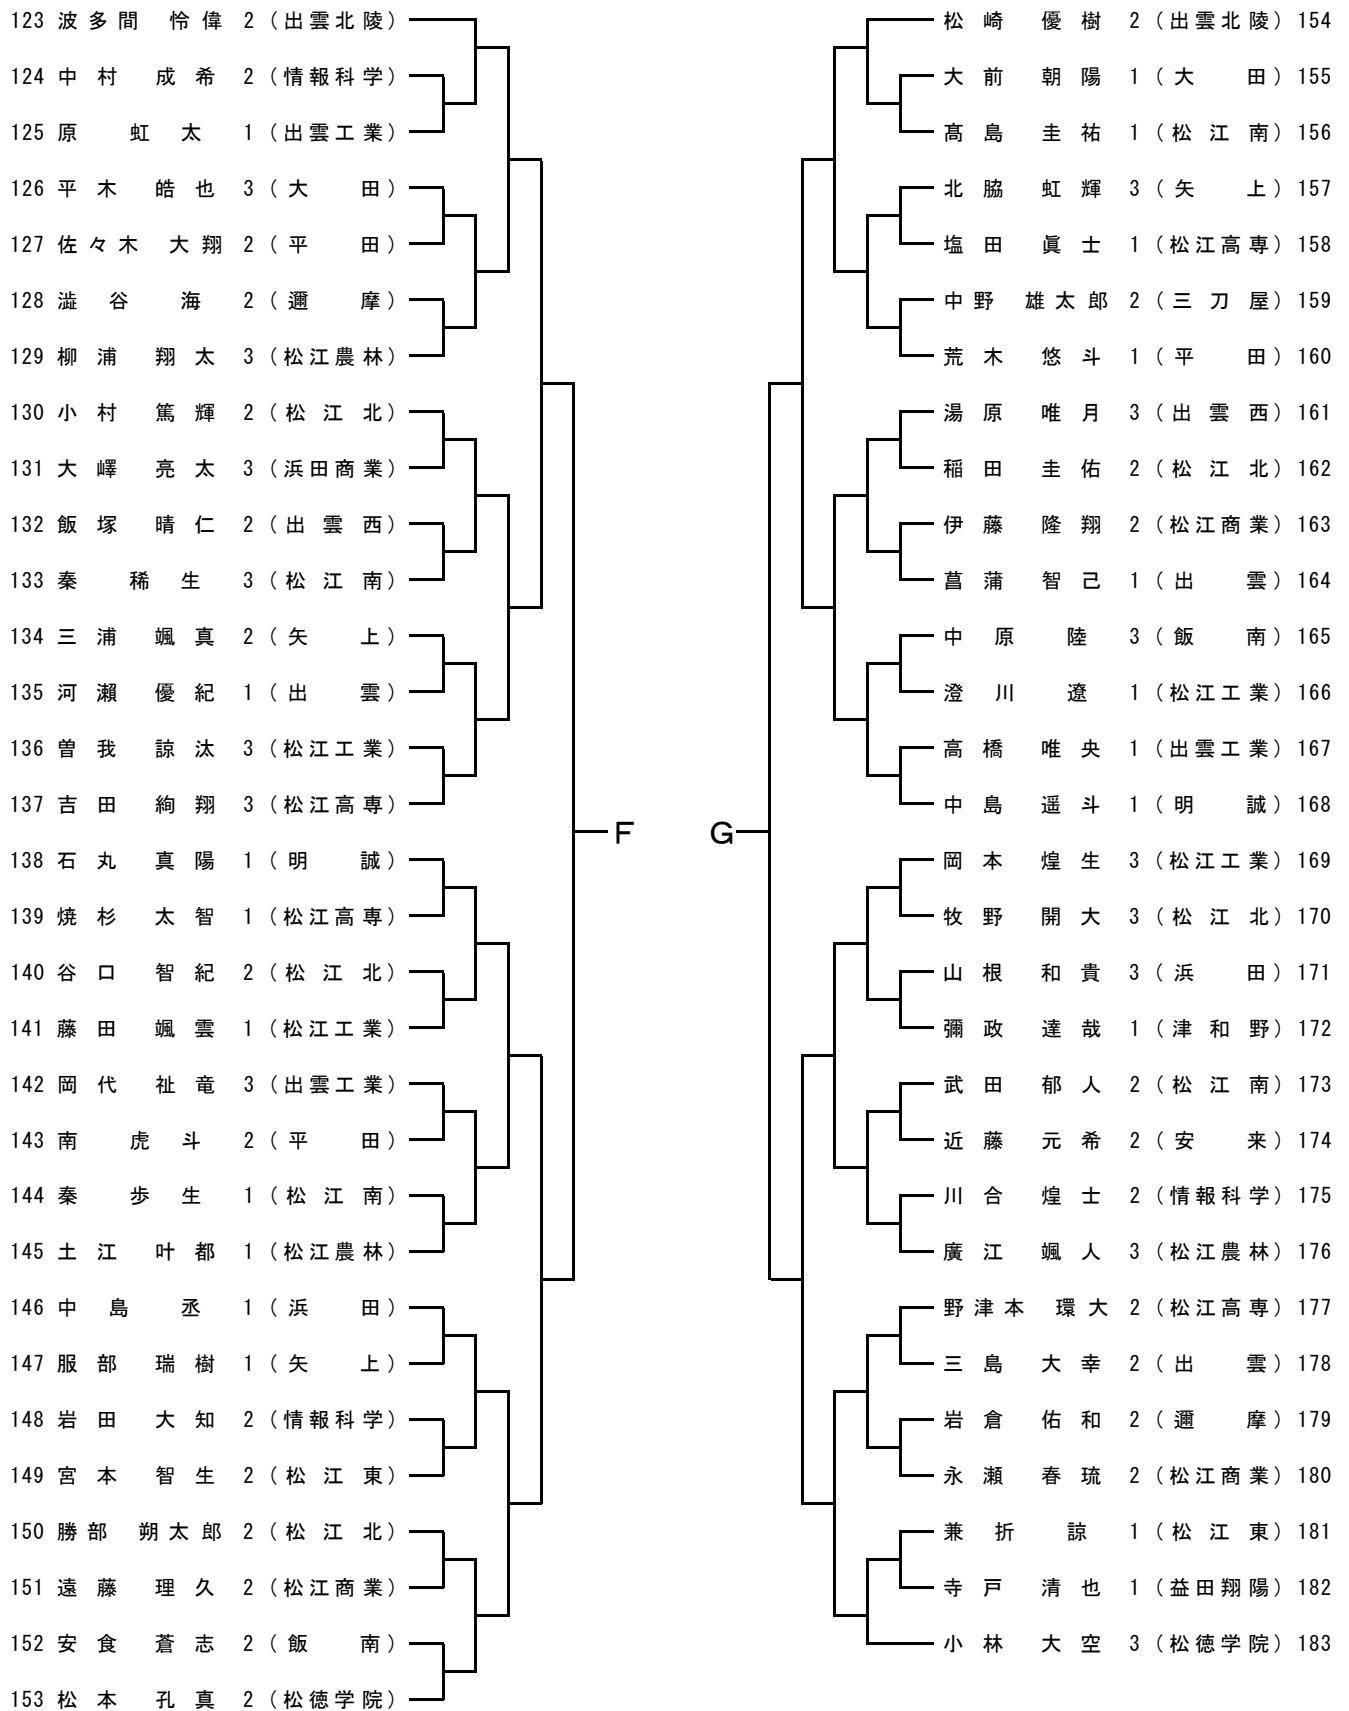 123 波多間 怜偉 2 (出雲北陵)
124 中村 成希 2 (情報科学)
125 原 虹太 1 (出雲工業)
126 平木 皓也 3 (大田)
127 佐々木 大翔 2 (平田)
128 澁谷 海 2 (邇摩)
129 柳浦 翔太 3 (松江農林)
130 小村 篤輝 2 (松江北)
131 大嶧 亮太 3 (浜田商業)
132 飯塚 晴仁 2 (出雲西)
133 秦 稀生 3 (松江南)
134 三浦 颯真 2 (矢上)
135 河瀬 優紀 1 (出雲)
136 曽我 諒汰 3 (松江工業)
137 吉田 絢翔 3 (松江高専)
138 石丸 真陽 1 (明誠)
139 焼杉 太智 1 (松江高専)
140 谷口 智紀 2 (松江北)
141 藤田 颯雲 1 (松江工業)
142 岡代 祉竜 3 (出雲工業)
143 南 虎斗 2 (平田)
144 秦 歩生 1 (松江南)
145 土江 叶都 1 (松江農林)
146 中島 丞 1 (浜田)
147 服部 瑞樹 1 (矢上)
148 岩田 大知 2 (情報科学)
149 宮本 智生 2 (松江東)
150 勝部 朔太郎 2 (松江北)
151 遠藤 理久 2 (松江商業)
152 安食 蒼志 2 (飯南)
153 松本 孔真 2 (松徳学院)
F
G
松崎 優樹 2 (出雲北陵) 154
大前 朝陽 1 (大田) 155
髙島 圭祐 1 (松江南) 156
北脇 虹輝 3 (矢上) 157
塩田 眞士 1 (松江高専) 158
中野 雄太郎 2 (三刀屋) 159
荒木 悠斗 1 (平田) 160
湯原 唯月 3 (出雲西) 161
稲田 圭佑 2 (松江北) 162
伊藤 隆翔 2 (松江商業) 163
菖蒲 智己 1 (出雲) 164
中原 陸 3 (飯南) 165
澄川 遼 1 (松江工業) 166
高橋 唯央 1 (出雲工業) 167
中島 遥斗 1 (明誠) 168
岡本 煌生 3 (松江工業) 169
牧野 開大 3 (松江北) 170
山根 和貴 3 (浜田) 171
彌政 達哉 1 (津和野) 172
武田 郁人 2 (松江南) 173
近藤 元希 2 (安来) 174
川合 煌士 2 (情報科学) 175
廣江 颯人 3 (松江農林) 176
野津本 環大 2 (松江高専) 177
三島 大幸 2 (出雲) 178
岩倉 佑和 2 (邇摩) 179
永瀬 春琉 2 (松江商業) 180
兼折 諒 1 (松江東) 181
寺戸 清也 1 (益田翔陽) 182
小林 大空 3 (松徳学院) 183